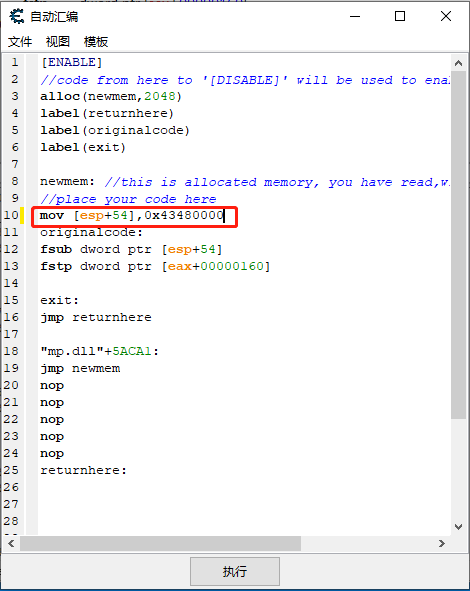 自动汇编
文件 视图 模板
1 [ENABLE]
2 //code from here to '[DISABLE]' will be used to
3 alloc(newmem,2048)
4 label(returnhere)
5 label(originalcode)
6 label(exit)
7
8 newmem: //this is allocated memory, you have read,
9 //place your code here
10 mov [esp+54],0x43480000
11 originalcode:
12 fsub dword ptr [esp+54]
13 fstp dword ptr [eax+00000160]
14
15 exit:
16 jmp returnhere
17
18 "mp.dll"+5ACA1:
19 jmp newmem
20 nop
21 nop
22 nop
23 nop
24 nop
25 returnhere:
26
27
28
执行